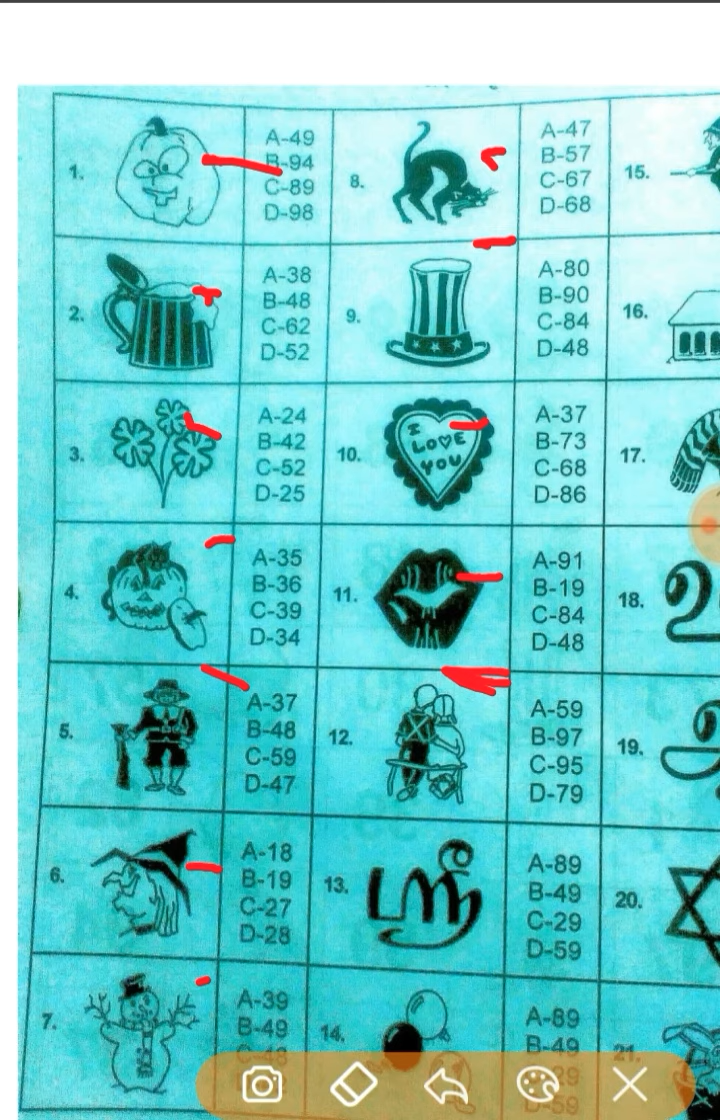 1.
A-49
B-94
C-89
D-98
2.
A-38
B-48
C-62
D-52
3.
A-24
B-42
C-52
D-25
4.
A-35
B-36
C-39
D-34
5.
A-37
B-48
C-59
D-47
6.
A-18
B-19
C-27
D-28
7.
A-39
B-49
8.
A-47
B-57
C-67
D-68
9.
A-80
B-90
C-84
D-48
10.
I
LO♡E
YOU
A-37
B-73
C-68
D-86
11.
A-91
B-19
C-84
D-48
12.
A-59
B-97
C-95
D-79
13.
A-89
B-49
C-29
D-59
14.
A-89
B-49
29
D-59
15.
16.
17.
18.
19.
20.
21.